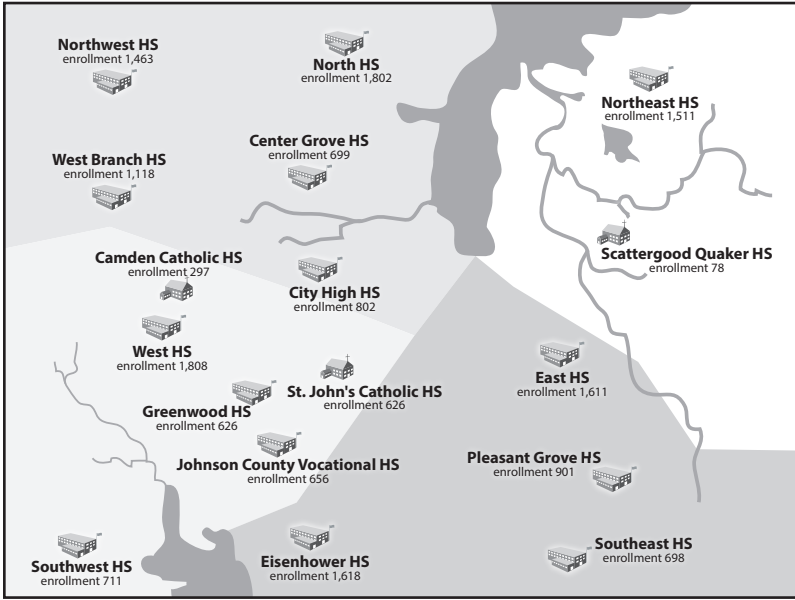 Northwest HS
enrollment 1,463
North HS
enrollment 1,802
Northeast HS
enrollment 1,511
Center Grove HS
enrollment 699
West Branch HS
enrollment 1,118
Scattergood Quaker HS
enrollment 78
Camden Catholic HS
enrollment 297
City High HS
enrollment 802
West HS
enrollment 1,808
East HS
enrollment 1,611
St. John's Catholic HS
enrollment 626
Greenwood HS
enrollment 626
Johnson County Vocational HS
enrollment 656
Pleasant Grove HS
enrollment 901
Southwest HS
enrollment 711
Eisenhower HS
enrollment 1,618
Southeast HS
enrollment 698